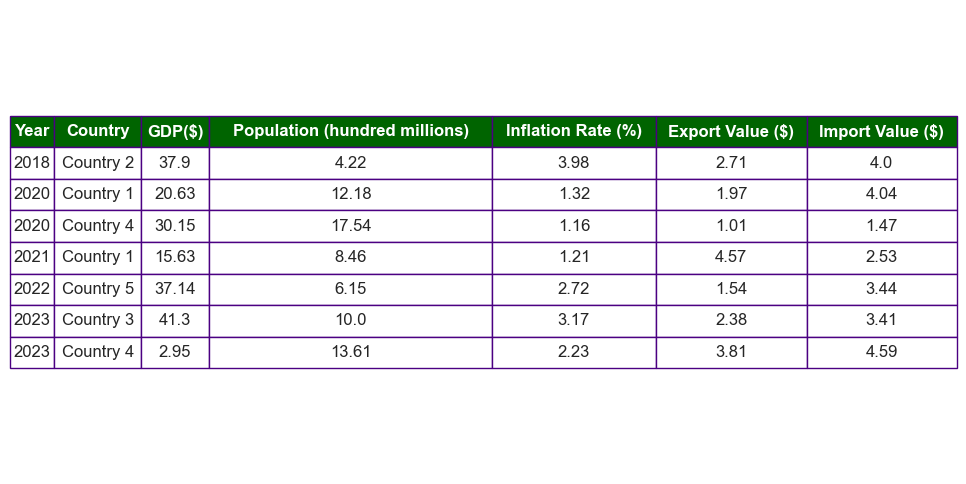 Year Country GDP($) Population (hundred millions) Inflation Rate (%) Export Value ($) Import Value ($)
2018 Country 2 37.9 4.22 3.98 2.71 4.0
2020 Country 1 20.63 12.18 1.32 1.97 4.04
2020 Country 4 30.15 17.54 1.16 1.01 1.47
2021 Country 1 15.63 8.46 1.21 4.57 2.53
2022 Country 5 37.14 6.15 2.72 1.54 3.44
2023 Country 3 41.3 10.0 3.17 2.38 3.41
2023 Country 4 2.95 13.61 2.23 3.81 4.59